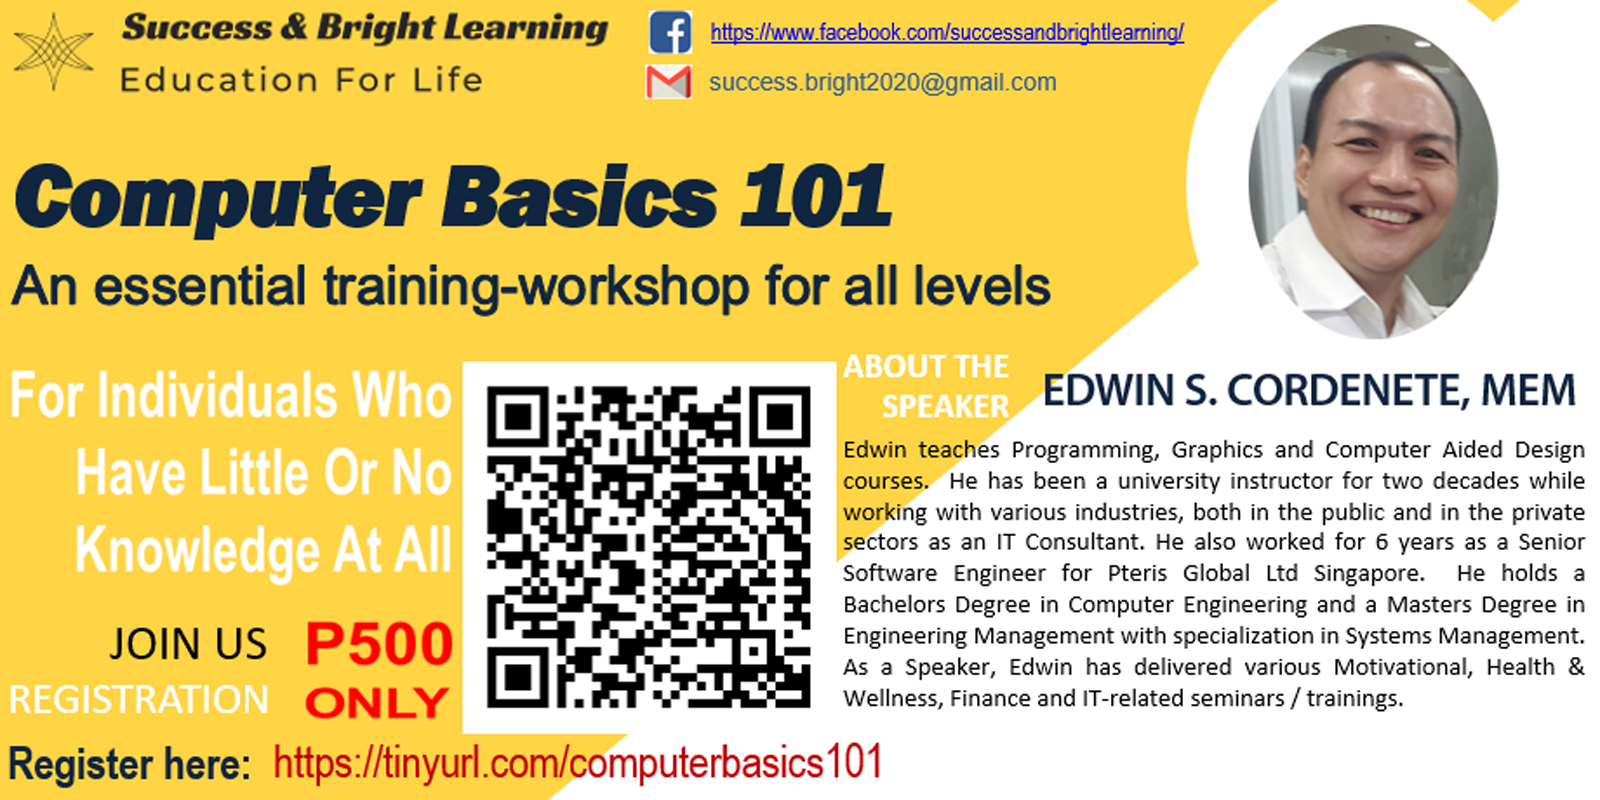 Success & Bright Learning
Education For Life
https://www.facebook.com/successandbrightlearning/
success.bright2020@gmail.com
Computer Basics 101
An essential training-workshop for all levels
For Individuals Who
Have Little Or No
Knowledge At All
JOIN US
REGISTRATION
P500
ONLY
Register here: https://tinyurl.com/computerbasics101
ABOUT THE
SPEAKER
EDWIN S. CORDENETE, MEM
Edwin teaches Programming, Graphics and Computer Aided Design
courses. He has been a university instructor for two decades while
working with various industries, both in the public and in the private
sectors as an IT Consultant. He also worked for 6 years as a Senior
Software Engineer for Pteris Global Ltd Singapore. He holds a
Bachelors Degree in Computer Engineering and a Masters Degree in
Engineering Management with specialization in Systems Management.
As a Speaker, Edwin has delivered various Motivational, Health &
Wellness, Finance and IT-related seminars / trainings.